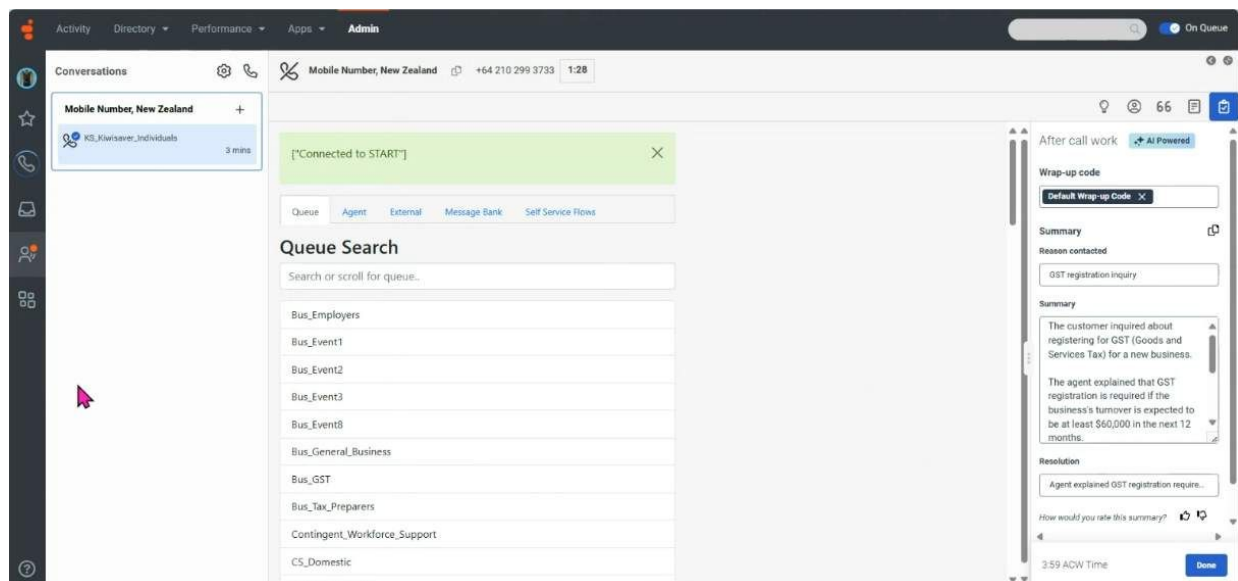 Activity Directory Performance Apps Admin On Queue
Conversations
Mobile Number, New Zealand +64 210 299 3733 1:28
Mobile Number, New Zealand +
KS_Kiwisaver_Individuals
3 mins
["Connected to START"]
Queue Agent External Message Bank Self Service Flows
Queue Search
Search or scroll for queue..
Bus_Employers
Bus_Event1
Bus_Event2
Bus_Event3
Bus_Event8
Bus_General_Business
Bus_GST
Bus_Tax_Preparers
Contingent_Workforce_Support
CS_Domestic
After call work AI Powered
Wrap-up code
Default Wrap-up Code
Summary
Reason contacted
GST registration inquiry
Summary
The customer inquired about
registering for GST (Goods and
Services Tax) for a new business.
The agent explained that GST
registration is required if the
business's turnover is expected to
be at least $60,000 in the next 12
months.
Resolution
Agent explained GST registration require...
How would you rate this summary?
3:59 ACW Time Done